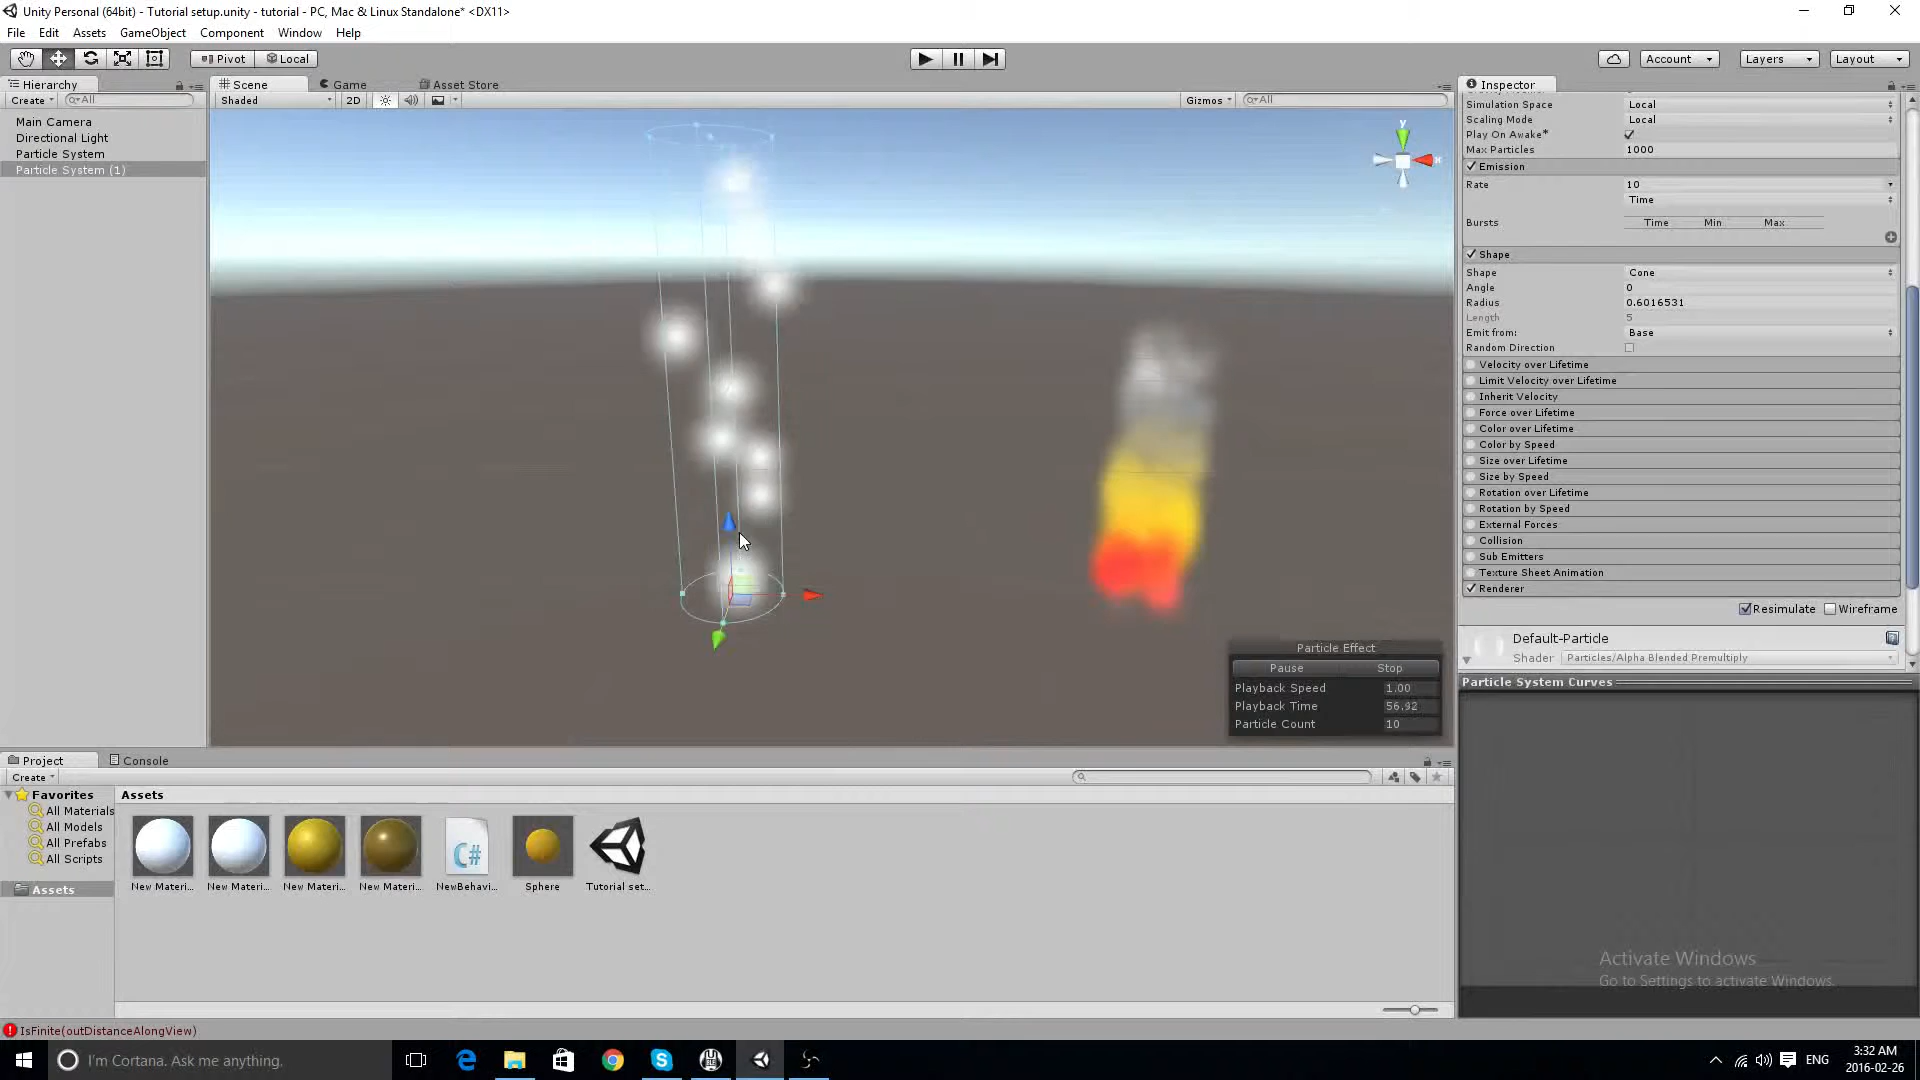 Unity Personal (64bit) - Tutorial setup.unity - tutorial - PC, Mac & Linux Standalone* <DX11>
File Edit Assets GameObject Component Window Help
Pivot Local Account Layers Layout
Hierarchy Scene Game Asset Store Inspector
Create All Shaded 2D Gizmos All
Main Camera
Directional Light
Particle System
Particle System (1)
y
x
Simulation Space Local
Scaling Mode Local
Play On Awake*
Max Particles 1000
Emission
Rate 10
Time
Bursts Time Min Max
Shape
Shape Cone
Angle 0
Radius 0.6016531
Length 5
Emit from: Base
Random Direction
Velocity over Lifetime
Limit Velocity over Lifetime
Inherit Velocity
Force over Lifetime
Color over Lifetime
Color by Speed
Size over Lifetime
Size by Speed
Rotation over Lifetime
Rotation by Speed
External Forces
Collision
Sub Emitters
Texture Sheet Animation
Renderer
Resimulate Wireframe
Default-Particle
Shader Particles/Alpha Blended Premultiply
Particle System Curves
Particle Effect
Pause Stop
Playback Speed 1.00
Playback Time 56.92
Particle Count 10
Project Console
Create
Favorites
All Materials
All Models
All Prefabs
All Scripts
Assets
Assets
C#
New Materi... New Materi... New Materi... New Materi... NewBehavi... Sphere Tutorial set...
Activate Windows
Go to Settings to activate Windows.
IsFinite(outDistanceAlongView)
I'm Cortana. Ask me anything.
ENG
3:32 AM
2016-02-26